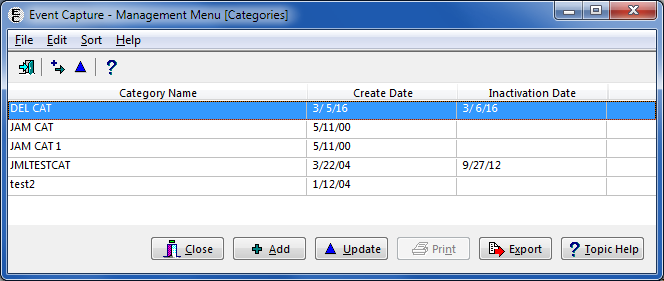 Event Capture - Management Menu [Categories]
File Edit Sort Help
Category Name Create Date Inactivation Date
DEL CAT 3/ 5/16 3/ 6/16
JAM CAT 5/11/00
JAM CAT 1 5/11/00
JMLTESTCAT 3/22/04 9/27/12
test2 1/12/04
Close Add Update Print Export Topic Help